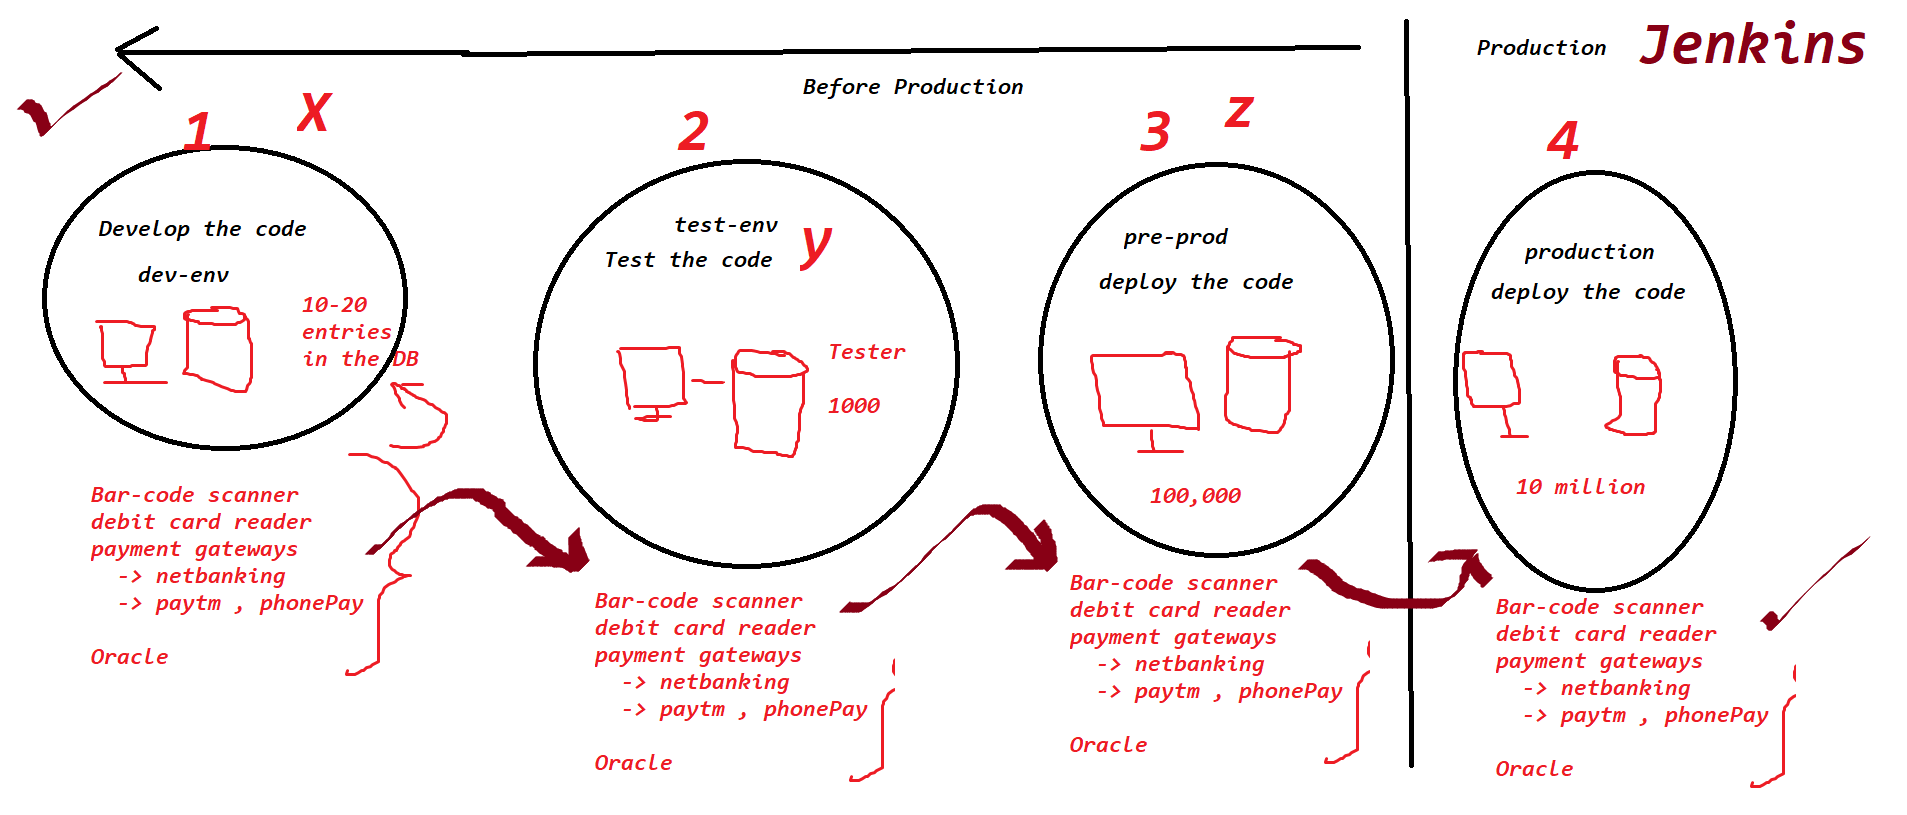 Production Jenkins
Before Production
1 X
Develop the code
dev-env
10-20
entries
in the DB
Bar-code scanner
debit card reader
payment gateways
-> netbanking
-> paytm , phonePay
Oracle
2
test-env
Test the code y
Tester
1000
Bar-code scanner
debit card reader
payment gateways
-> netbanking
-> paytm , phonePay
Oracle
3 z
pre-prod
deploy the code
100,000
Bar-code scanner
debit card reader
payment gateways
-> netbanking
-> paytm , phonePay
Oracle
4
production
deploy the code
10 million
Bar-code scanner
debit card reader
payment gateways
-> netbanking
-> paytm , phonePay
Oracle